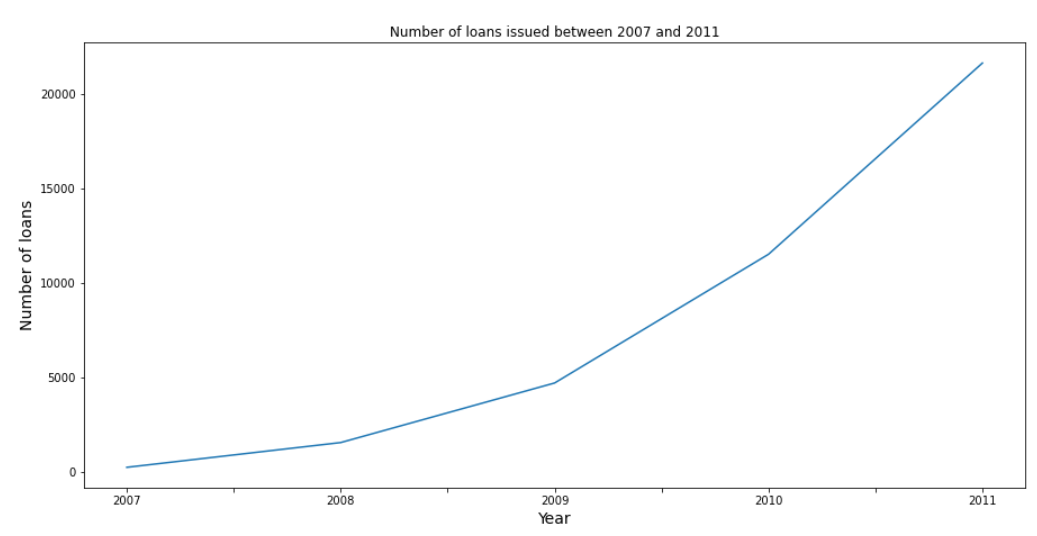 Number of loans issued between 2007 and 2011
20000
15000
10000
5000
0
Number of loans
2007 2008 2009 2010 2011
Year